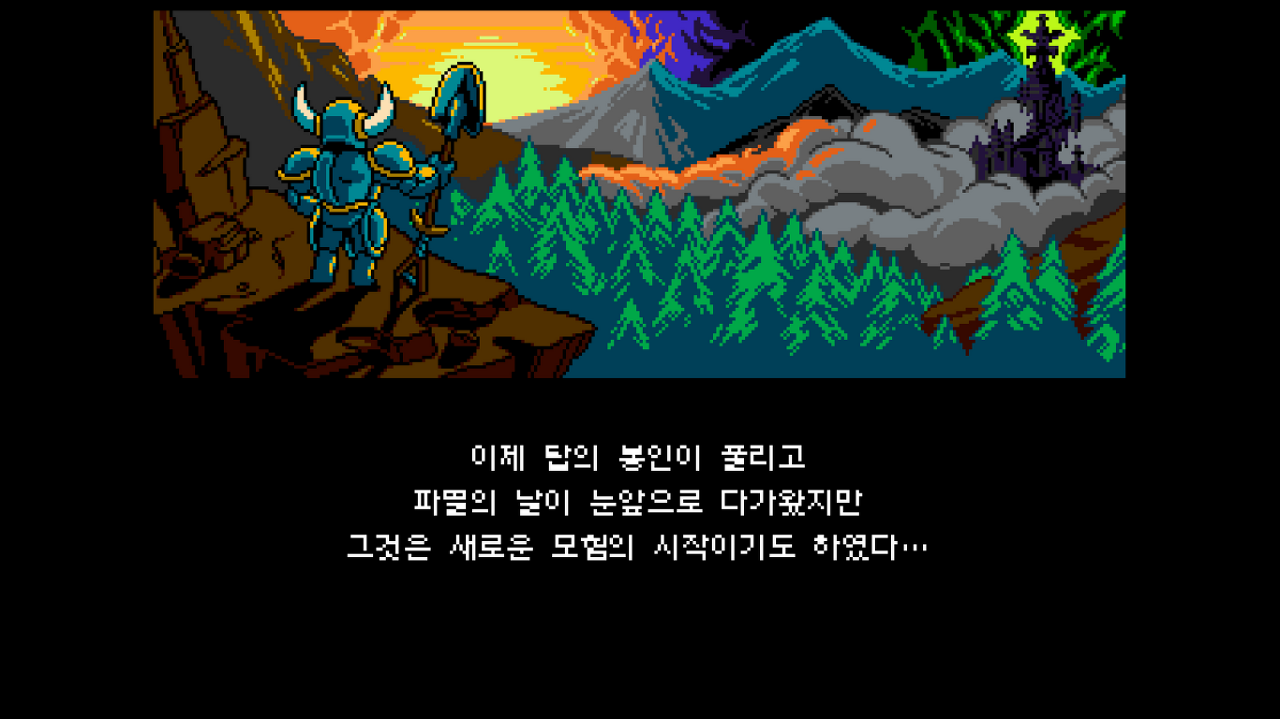 이제 탑의 봉인이 풀리고
파멸의 날이 눈앞으로 다가왔지만
그것은 새로운 모험의 시작이기도 하였다…